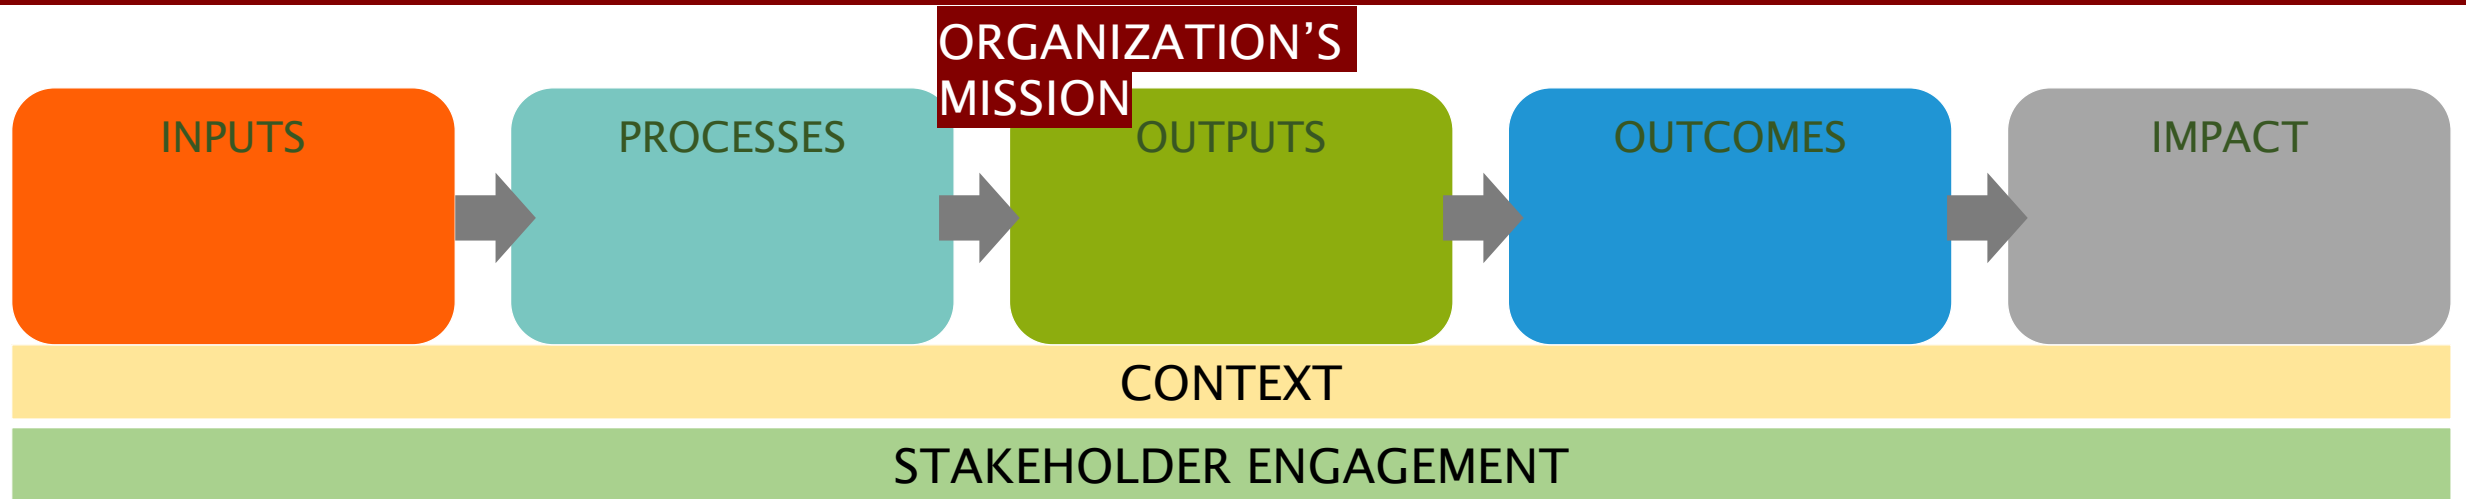 ORGANIZATION’S
MISSION
INPUTS
PROCESSES
OUTPUTS
OUTCOMES
IMPACT
CONTEXT
STAKEHOLDER ENGAGEMENT